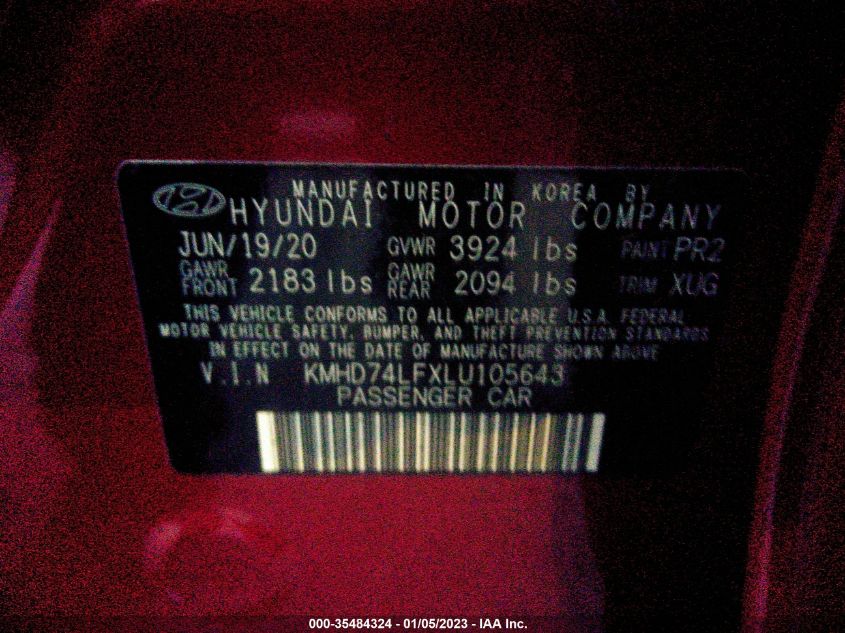 MANUFACTURED IN KOREA BY
HYUNDAI MOTOR COMPANY
JUN/19/20 GVWR 3924 lbs PAINT PR2
GAWR FRONT 2183 lbs GAWR REAR 2094 lbs TRIM XUG
THIS VEHICLE CONFORMS TO ALL APPLICABLE U.S.A. FEDERAL
MOTOR VEHICLE SAFETY, BUMPER, AND THEFT PREVENTION STANDARDS
IN EFFECT ON THE DATE OF MANUFACTURE SHOWN ABOVE
V.I.N KMHD74LFXLU105643
PASSENGER CAR
000-35484324 - 01/05/2023 - IAA Inc.